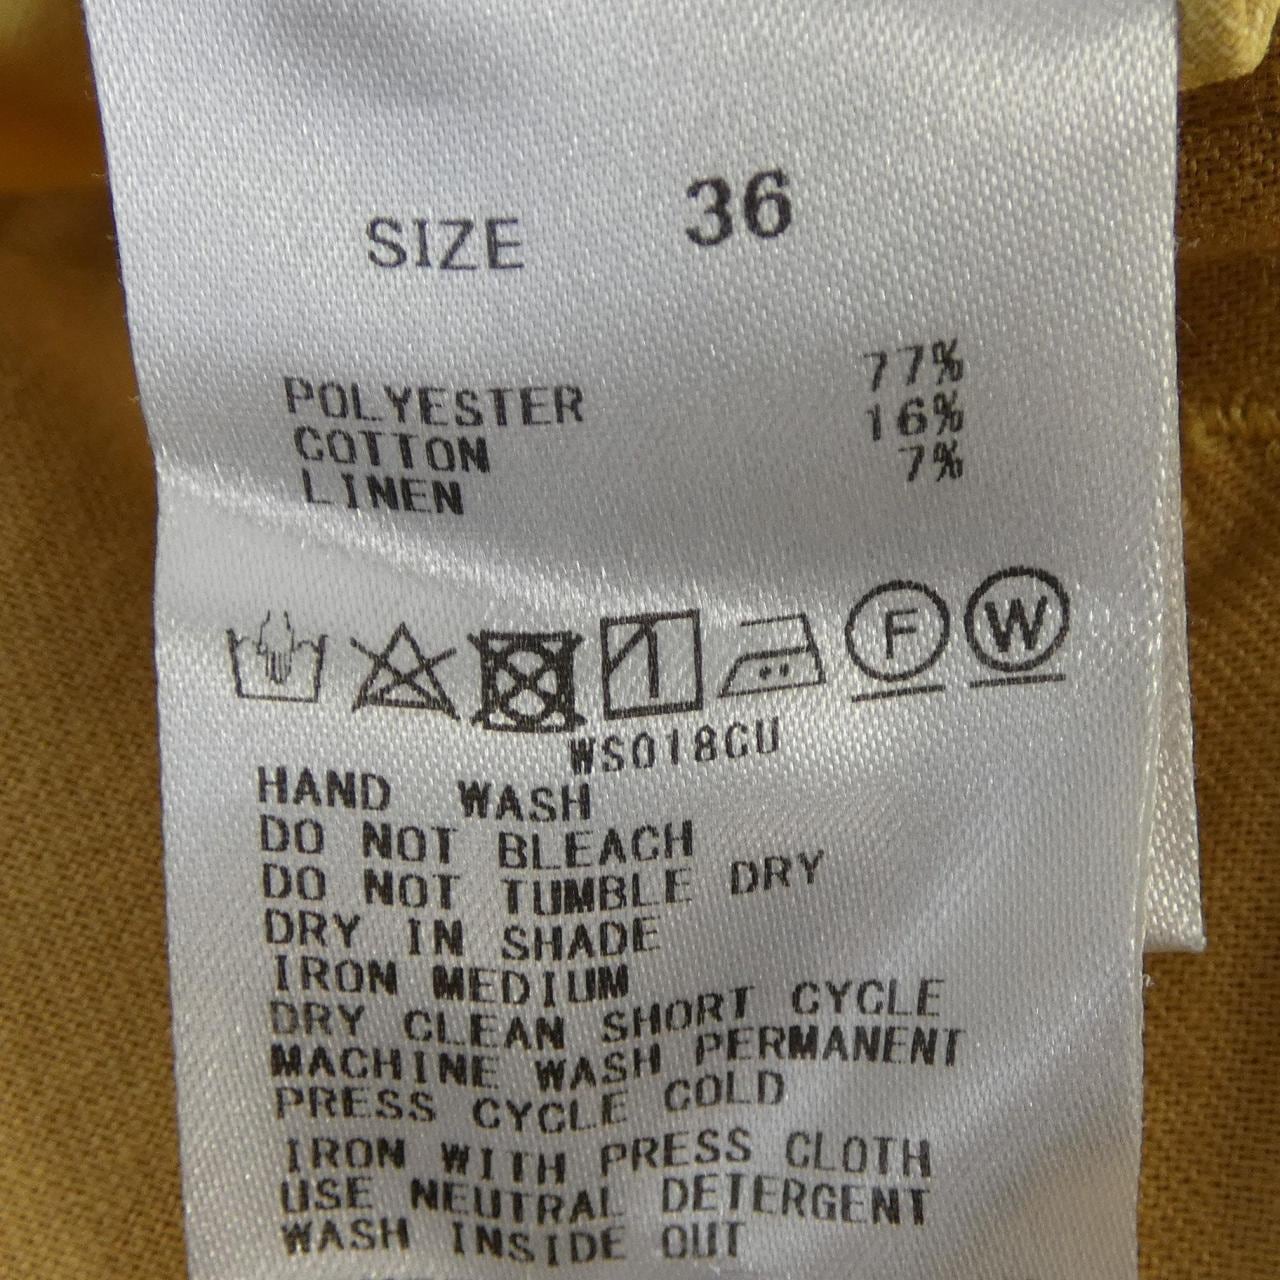 SIZE 36
POLYESTER 77%
COTTON 16%
LINEN 7%
F W
WS018CU
HAND WASH
DO NOT BLEACH
DO NOT TUMBLE DRY
DRY IN SHADE
IRON MEDIUM
DRY CLEAN SHORT CYCLE
MACHINE WASH PERMANENT
PRESS CYCLE COLD
IRON WITH PRESS CLOTH
USE NEUTRAL DETERGENT
WASH INSIDE OUT